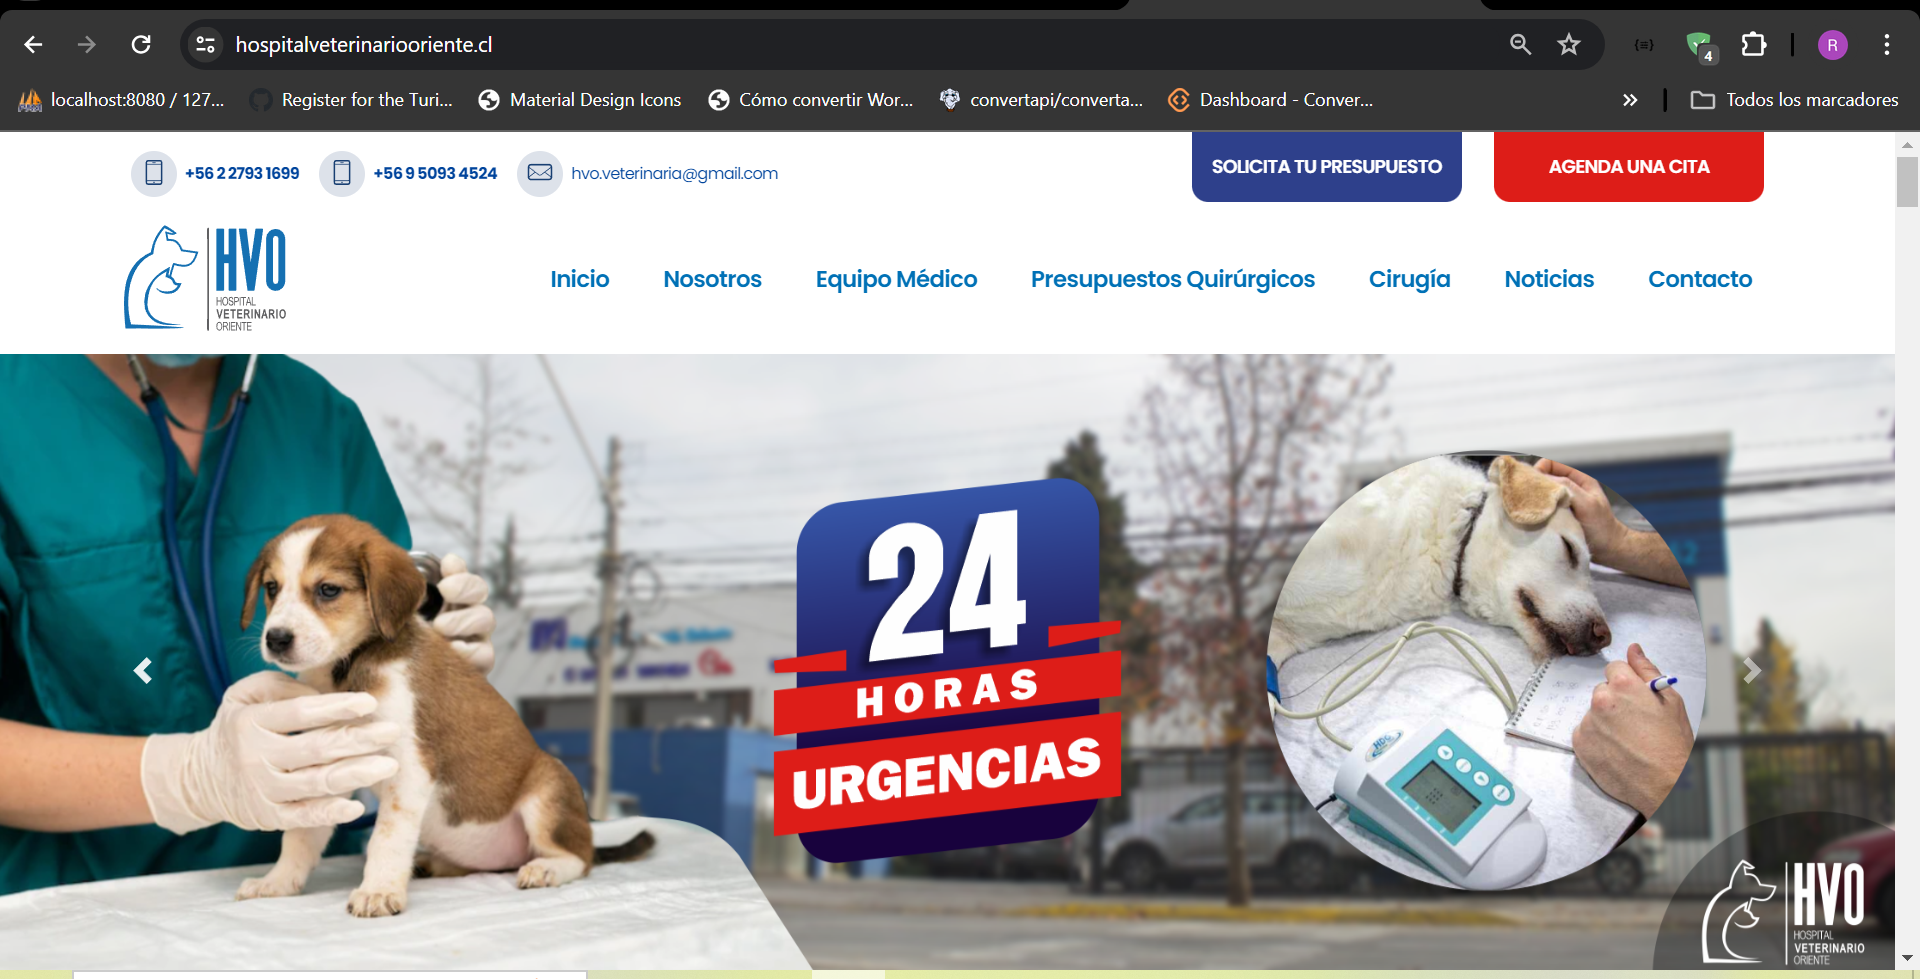 hospitalveterinariooriente.cl
4
R
localhost:8080 / 127...
Register for the Turi...
Material Design Icons
Cómo convertir Wor...
convertapi/converta...
Dashboard - Conver...
Todos los marcadores
+56 2 2793 1699
+56 9 5093 4524
hvo.veterinaria@gmail.com
SOLICITA TU PRESUPUESTO
AGENDA UNA CITA
HVO
HOSPITAL
VETERINARIO
ORIENTE
Inicio
Nosotros
Equipo Médico
Presupuestos Quirúrgicos
Cirugía
Noticias
Contacto
24
HORAS
URGENCIAS
HVO
HOSPITAL
VETERINARIO
ORIENTE